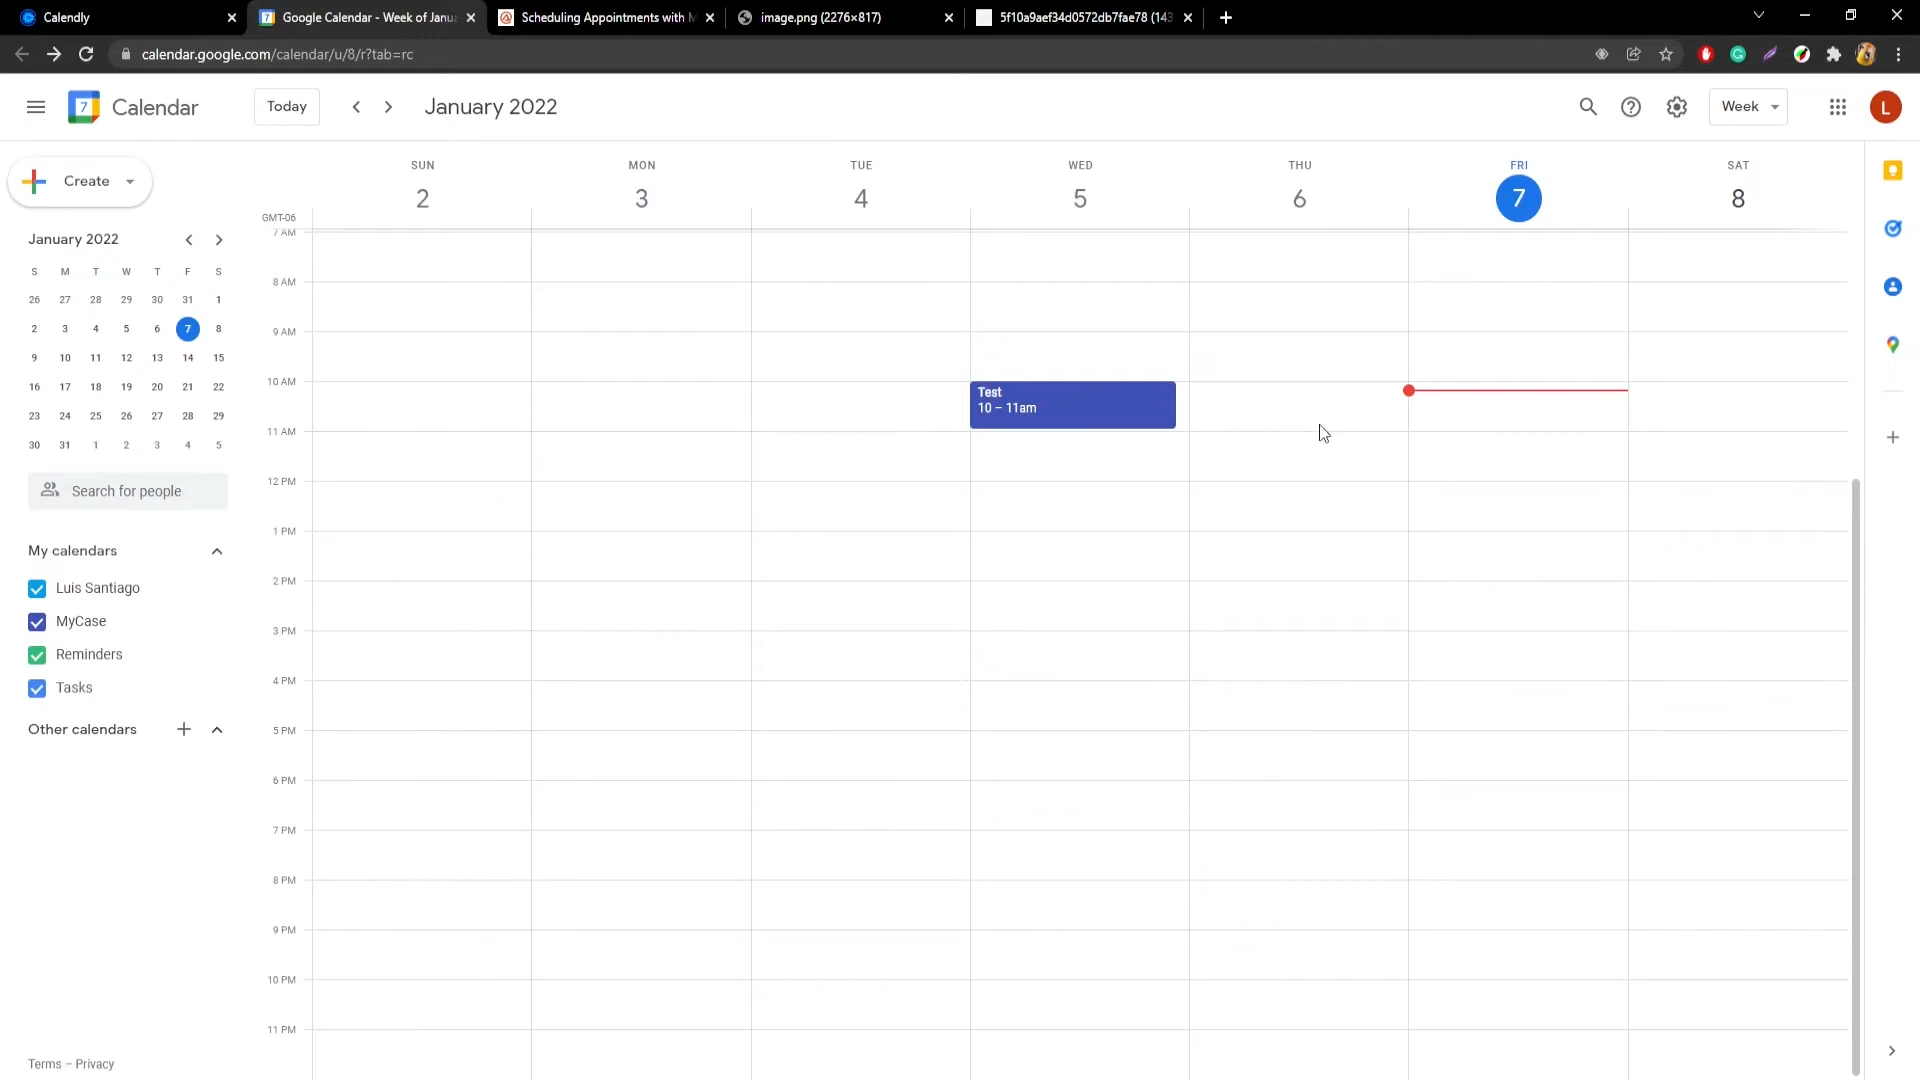 Calendly
Google Calendar - Week of Janu
Scheduling Appointments with M
image.png (2276×817)
5f10a9aef34d0572db7fae78 (143
calendar.google.com/calendar/u/8/r?tab=rc
7
Calendar
Today
January 2022
Week
L
Create
SUN
MON
TUE
WED
THU
FRI
SAT
2
3
4
5
6
7
8
GMT-06
January 2022
S M T W T F S
26 27 28 29 30 31 1
2 3 4 5 6 7 8
9 10 11 12 13 14 15
16 17 18 19 20 21 22
23 24 25 26 27 28 29
30 31 1 2 3 4 5
Search for people
My calendars
Luis Santiago
MyCase
Reminders
Tasks
Other calendars
Terms – Privacy
7 AM
8 AM
9 AM
10 AM
11 AM
12 PM
1 PM
2 PM
3 PM
4 PM
5 PM
6 PM
7 PM
8 PM
9 PM
10 PM
11 PM
Test
10 – 11am